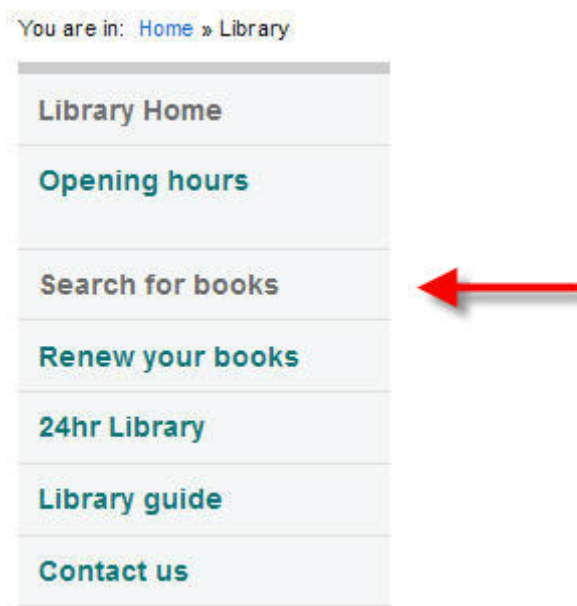 You are in: Home » Library
Library Home
Opening hours
Search for books
Renew your books
24hr Library
Library guide
Contact us